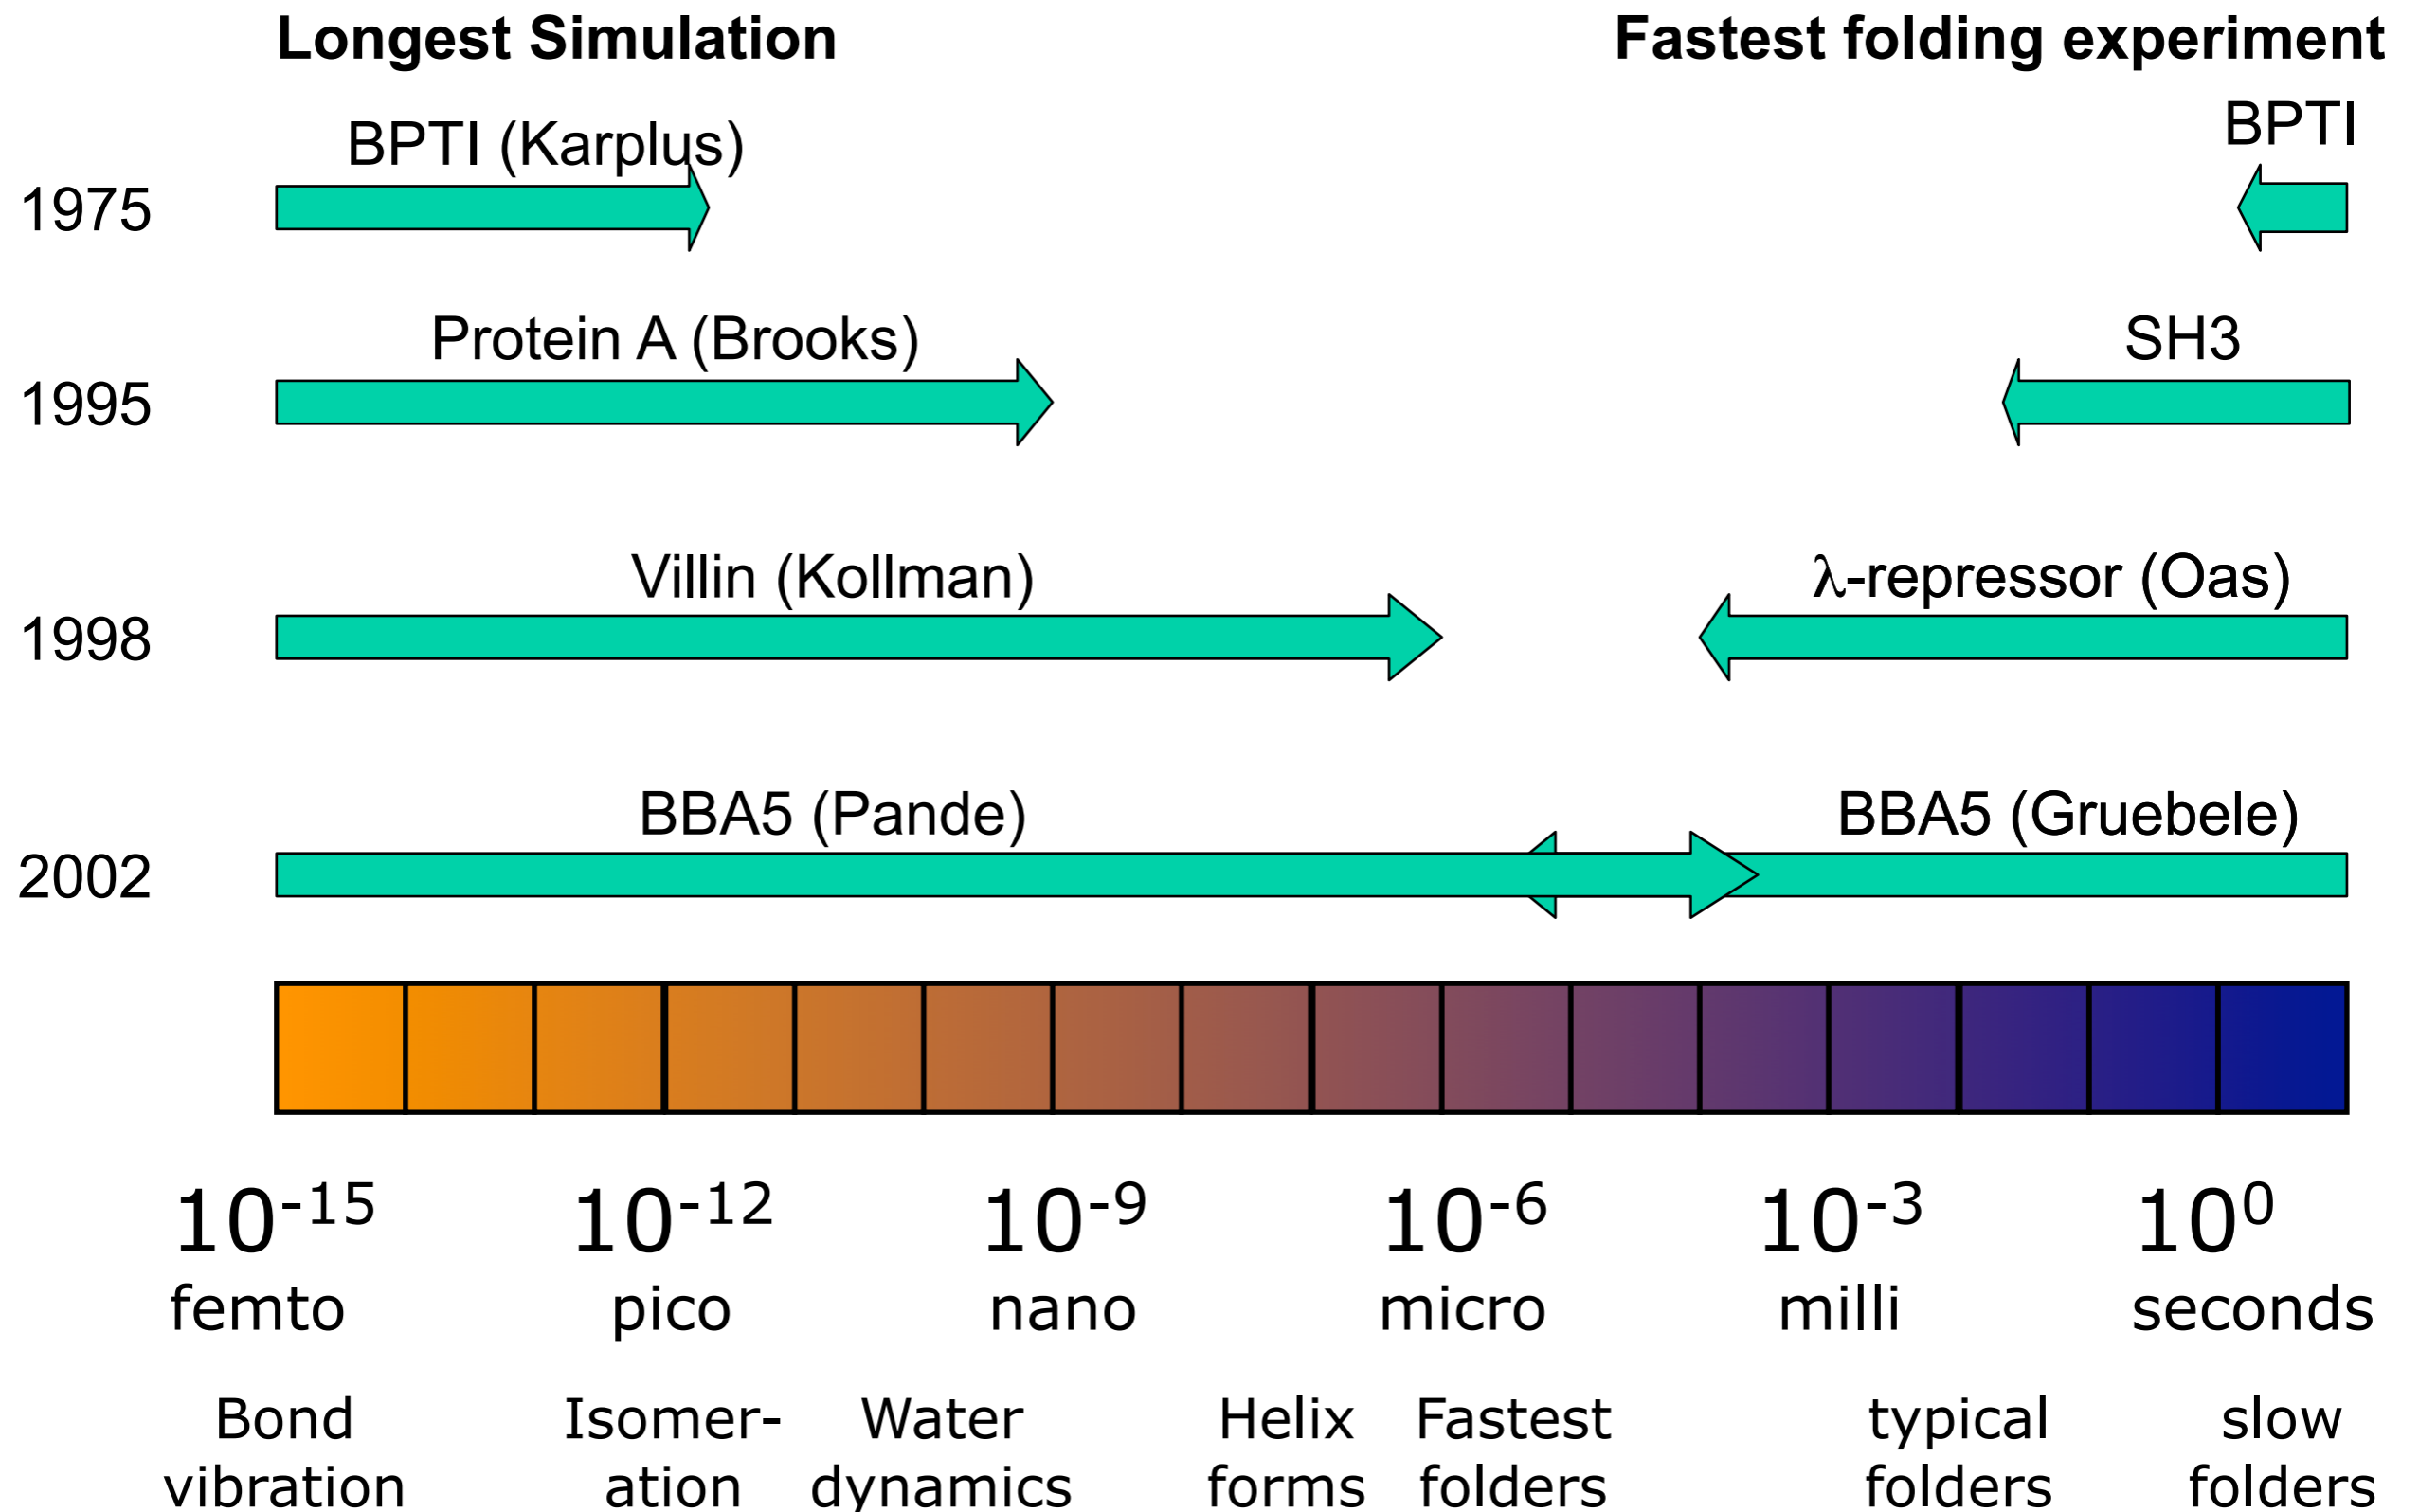 Longest Simulation
Fastest folding experiment
BPTI (Karplus)
BPTI
1975
Protein A (Brooks)
SH3
1995
Villin (Kollman)
λ-repressor (Oas)
1998
BBA5 (Pande)
BBA5 (Gruebele)
2002
10⁻¹⁵ 10⁻¹² 10⁻⁹ 10⁻⁶ 10⁻³ 10⁰
femto pico nano micro milli seconds
Bond Isomer- Water Helix Fastest typical slow
vibration ation dynamics forms folders folders folders